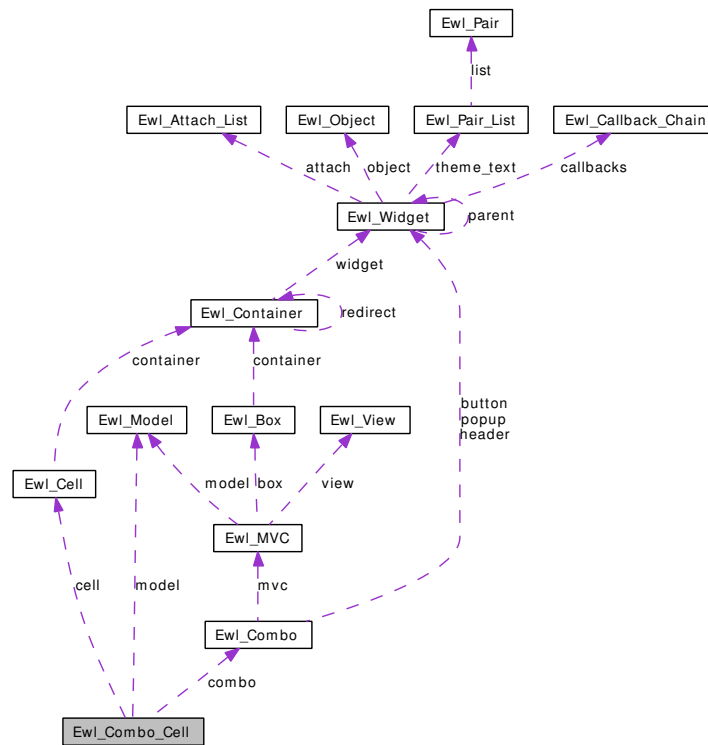 Ewl_Pair
list
Ewl_Attach_List
Ewl_Object
Ewl_Pair_List
Ewl_Callback_Chain
attach
object
theme_text
callbacks
Ewl_Widget
parent
widget
Ewl_Container
redirect
container
container
button
popup
header
Ewl_Model
Ewl_Box
Ewl_View
Ewl_Cell
model
box
view
Ewl_MVC
cell
model
mvc
Ewl_Combo
combo
Ewl_Combo_Cell